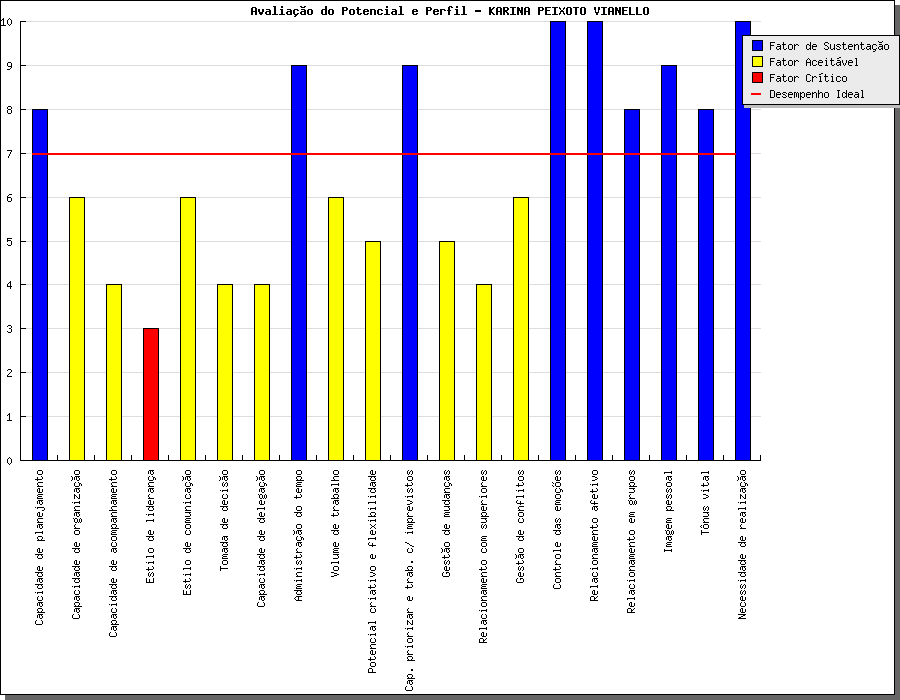 Avaliação do Potencial e Perfil - KARINA PEIXOTO VIANELLO
Fator de Sustentação
Fator Aceitável
Fator Crítico
Desempenho Ideal
10
9
8
7
6
5
4
3
2
1
0
Capacidade de planejamento
Capacidade de organização
Capacidade de acompanhamento
Estilo de liderança
Estilo de comunicação
Tomada de decisão
Capacidade de delegação
Administração do tempo
Volume de trabalho
Potencial criativo e flexibilidade
Cap. priorizar e trab. c/ imprevistos
Gestão de mudanças
Relacionamento com superiores
Gestão de conflitos
Controle das emoções
Relacionamento afetivo
Relacionamento em grupos
Imagem pessoal
Tônus vital
Necessidade de realização